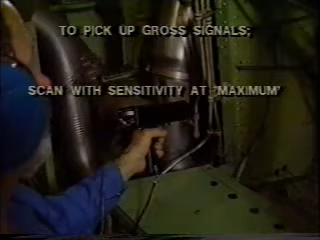 TO PICK UP GROSS SIGNALS;
SCAN WITH SENSITIVITY AT "MAXIMUM"